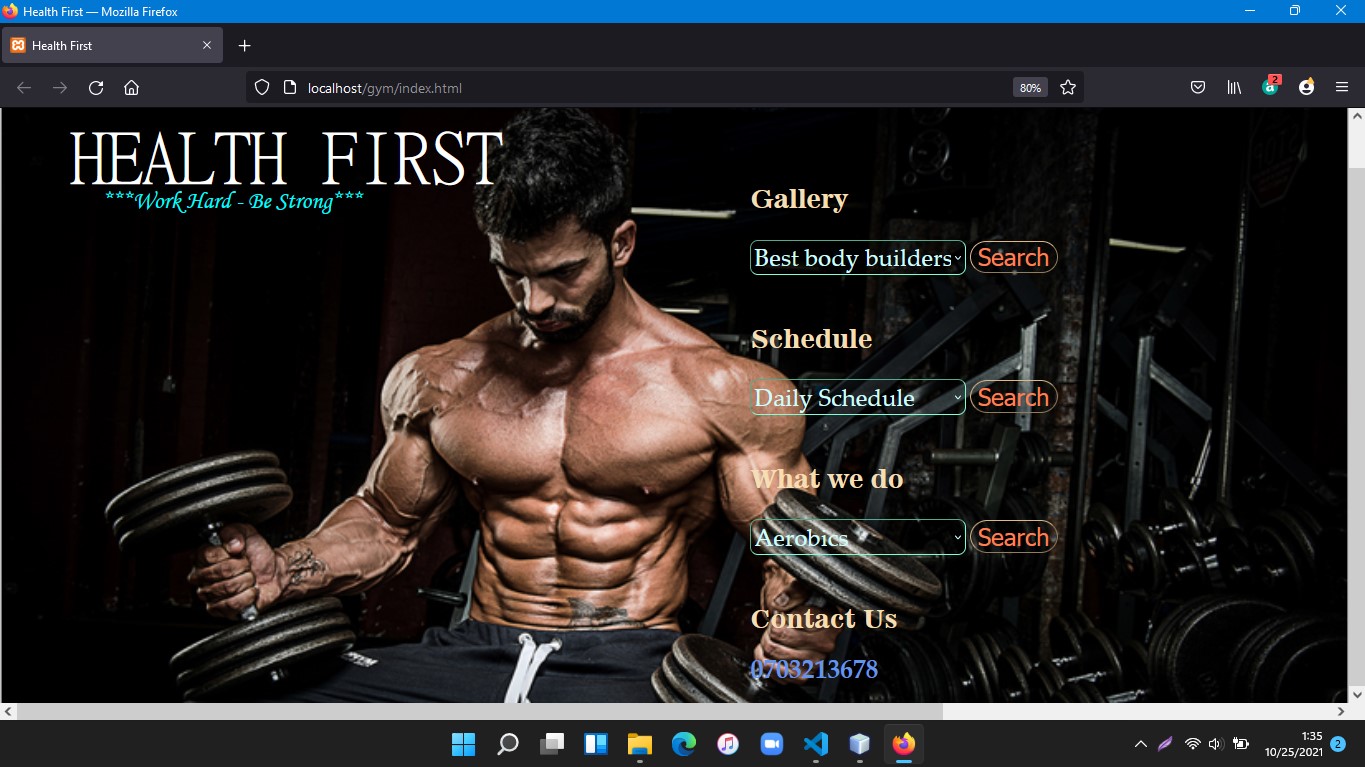 Health First — Mozilla Firefox
Health First
localhost/gym/index.html
80%
2
HEALTH FIRST
***Work Hard - Be Strong***
Gallery
Best body builders
Search
Schedule
Daily Schedule
Search
What we do
Aerobics
Search
Contact Us
0703213678
1:35
10/25/2021
2